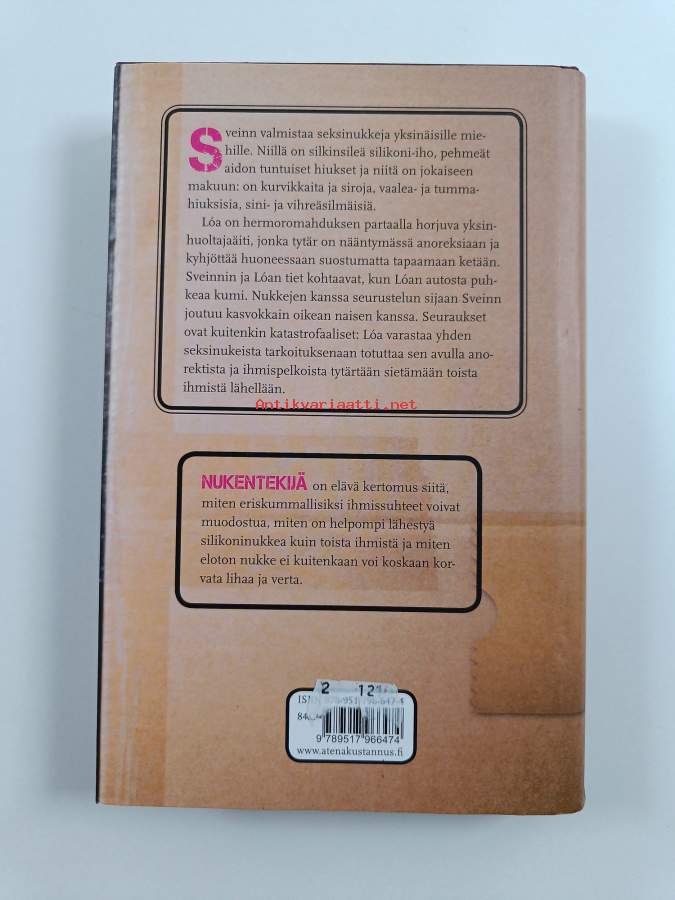 Sveinn valmistaa seksinukkeja yksinäisille mie-
hille. Niillä on silkinsileä silikoni-iho, pehmeät
aidon tuntuiset hiukset ja niitä on jokaiseen
makuun: on kurvikkaita ja siroja, vaalea- ja tumma-
hiuksisia, sini- ja vihreäsilmäisiä.
Lóa on hermoromahduksen partaalla horjuva yksin-
huoltajaäiti, jonka tytär on nääntymässä anoreksiaan ja
kyhjöttää huoneessaan suostumatta tapaamaan ketään.
Sveinnin ja Lóan tiet kohtaavat, kun Lóan autosta puh-
keaa kumi. Nukkejen kanssa seurustelun sijaan Sveinn
joutuu kasvokkain oikean naisen kanssa. Seuraukset
ovat kuitenkin katastrofaaliset: Lóa varastaa yhden
seksinukeista tarkoituksenaan totuttaa sen avulla ano-
rektista ja ihmispelkoista tytärtään sietämään toista
ihmistä lähellään.
Antikvariaatti.net
NUKENTEKIJÄ on elävä kertomus siitä,
miten eriskummallisiksi ihmissuhteet voivat
muodostua, miten on helpompi lähestyä
silikoninukkea kuin toista ihmistä ja miten
eloton nukke ei kuitenkaan voi koskaan kor-
vata lihaa ja verta.
2 12
ISBN
84
9 789517 966474
www.atenakustannus.fi